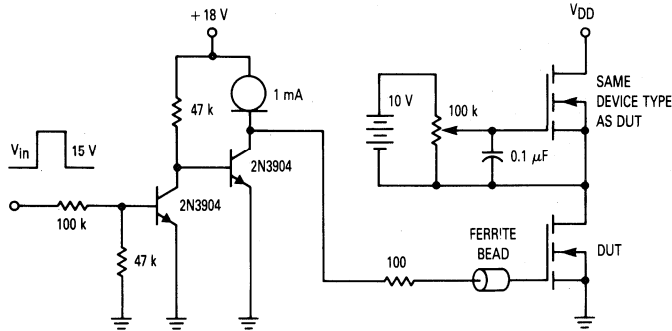 + 18 V
V_DD
47 k
1 mA
10 V
100 k
SAME
DEVICE TYPE
AS DUT
0.1 μF
V_in
15 V
2N3904
2N3904
100 k
47 k
FERRITE
BEAD
100
DUT